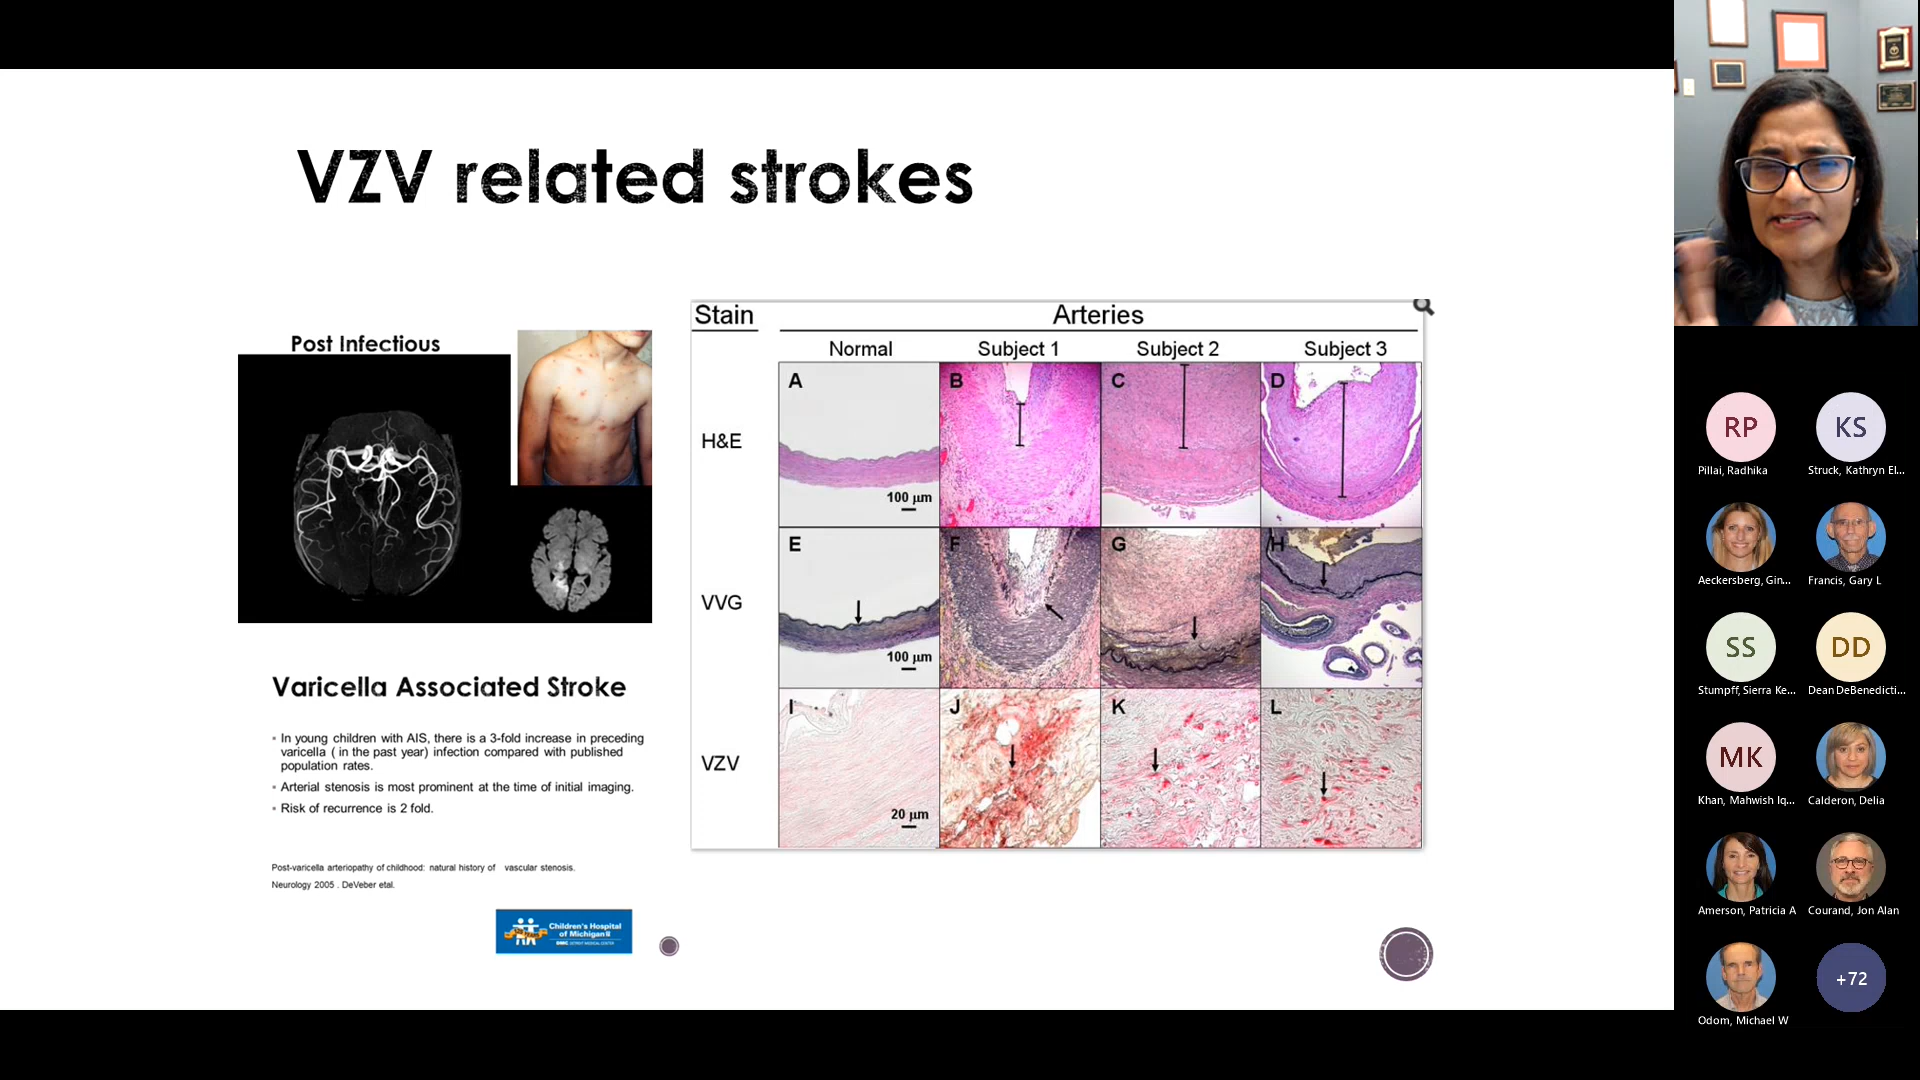 VZV related strokes
Post Infectious
Varicella Associated Stroke
▪ In young children with AIS, there is a 3-fold increase in preceding
varicella ( in the past year) infection compared with published
population rates.
▪ Arterial stenosis is most prominent at the time of initial imaging.
▪ Risk of recurrence is 2 fold.
Post-varicella arteriopathy of childhood: natural history of vascular stenosis.
Neurology 2005 . DeVeber etal.
Children's Hospital
of Michigan
DMC DETROIT MEDICAL CENTER
Stain Arteries
Normal Subject 1 Subject 2 Subject 3
H&E
A B C D
100 µm
VVG
E F G H
100 µm
VZV
I J K L
20 µm
RP KS
Pillai, Radhika Struck, Kathryn El...
Aeckersberg, Gin... Francis, Gary L
SS DD
Stumpff, Sierra Ke... Dean DeBenedicti...
MK
Khan, Mahwish Iq... Calderon, Delia
Amerson, Patricia A Courand, Jon Alan
+72
Odom, Michael W